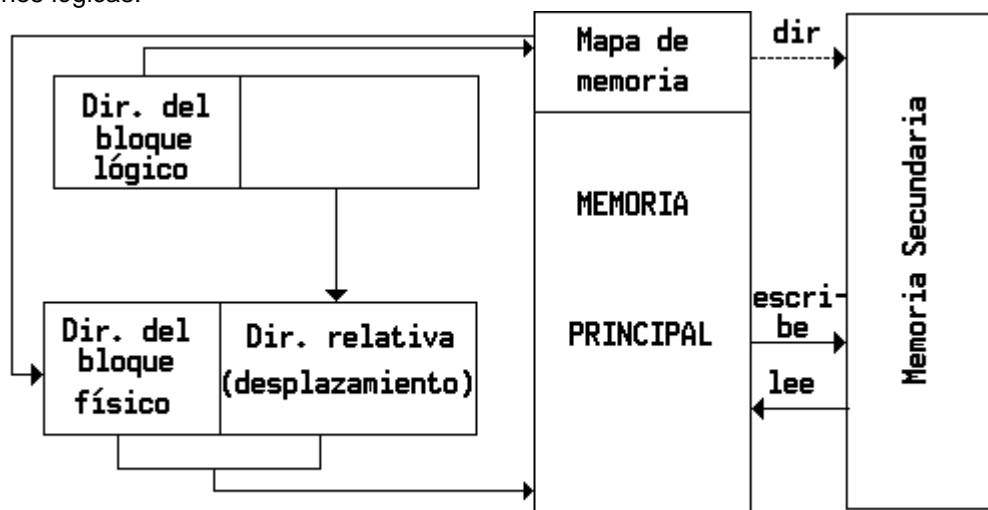 nes lógicas.
Mapa de
memoria
dir
Dir. del
bloque
lógico
MEMORIA
Memoria Secundaria
escri-
be
PRINCIPAL
lee
Dir. del
bloque
físico
Dir. relativa
(desplazamiento)